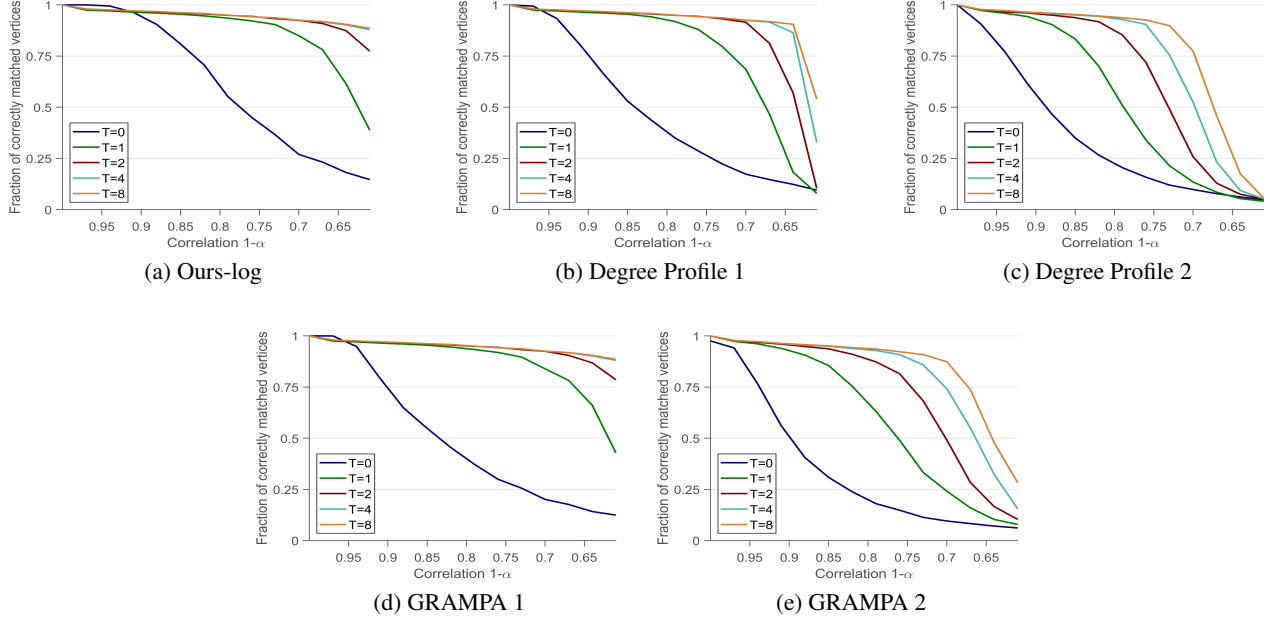 Fraction of correctly matched vertices
1
0.75
0.5
0.25
0
T=0
T=1
T=2
T=4
T=8
0.95 0.9 0.85 0.8 0.75 0.7 0.65
Correlation 1-α
(a) Ours-log
Fraction of correctly matched vertices
1
0.75
0.5
0.25
0
T=0
T=1
T=2
T=4
T=8
0.95 0.9 0.85 0.8 0.75 0.7 0.65
Correlation 1-α
(b) Degree Profile 1
Fraction of correctly matched vertices
1
0.75
0.5
0.25
0
T=0
T=1
T=2
T=4
T=8
0.95 0.9 0.85 0.8 0.75 0.7 0.65
Correlation 1-α
(c) Degree Profile 2
Fraction of correctly matched vertices
1
0.75
0.5
0.25
0
T=0
T=1
T=2
T=4
T=8
0.95 0.9 0.85 0.8 0.75 0.7 0.65
Correlation 1-α
(d) GRAMPA 1
Fraction of correctly matched vertices
1
0.75
0.5
0.25
0
T=0
T=1
T=2
T=4
T=8
0.95 0.9 0.85 0.8 0.75 0.7 0.65
Correlation 1-α
(e) GRAMPA 2